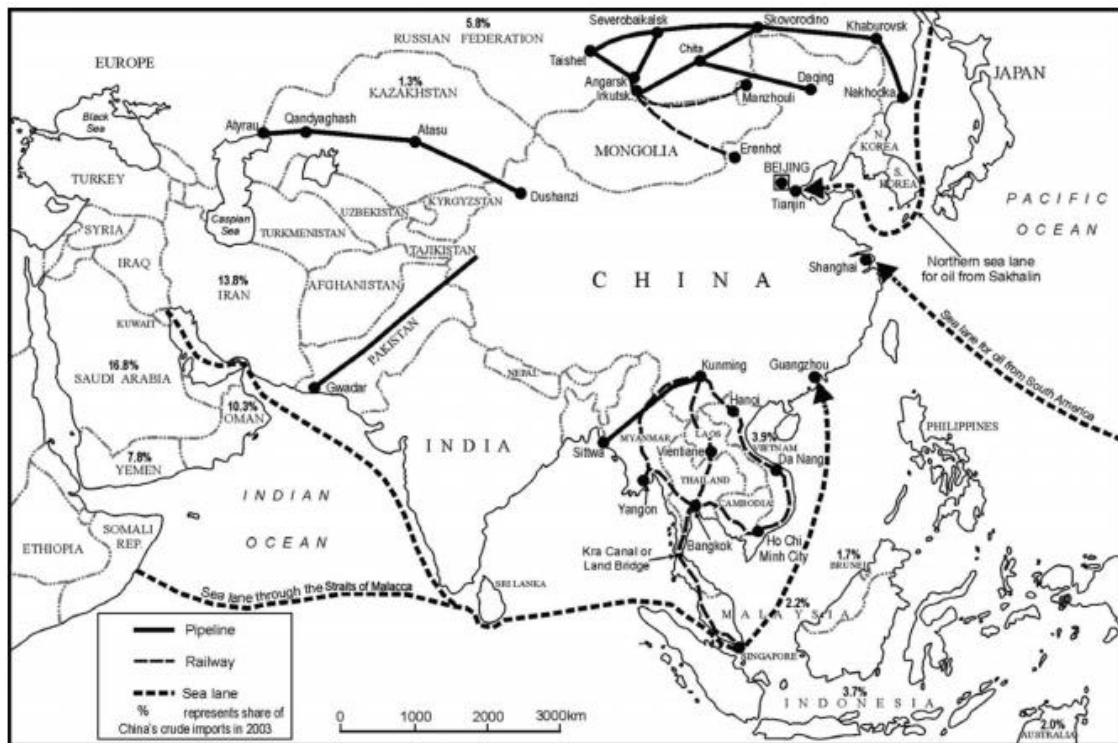 5.8%
RUSSIAN FEDERATION
Severobaikalsk
Skovorodino
Khaburovsk
EUROPE
Taishet
Chita
JAPAN
1.3%
KAZAKHSTAN
Angarsk
Irkutsk
Daqing
Manzhouli
Nakhodka
Black
Sea
Atyrau
Qandyaghash
Atasu
MONGOLIA
Erenhot
N.
KOREA
BEIJING
S.
KOREA
TURKEY
Tianjin
Dushanzi
KYRGYZSTAN
UZBEKISTAN
Caspian
Sea
TURKMENISTAN
PACIFIC
OCEAN
SYRIA
TAJIKISTAN
IRAQ
13.8%
IRAN
AFGHANISTAN
CHINA
Shanghai
Northern sea lane
for oil from Sakhalin
KUWAIT
PAKISTAN
Sea lane for oil from South America
16.8%
SAUDI ARABIA
Gwadar
NEPAL
Kunming
Guangzhou
10.3%
OMAN
Hanoi
INDIA
Sittwa
MYANMAR
LAOS
3.9%
VIETNAM
PHILIPPINES
7.8%
YEMEN
Vientiane
Da Nang
THAILAND
Yangon
CAMBODIA
INDIAN
OCEAN
SOMALI
REP.
ETHIOPIA
Bangkok
Ho Chi
Minh City
Kra Canal or
Land Bridge
1.7%
BRUNEI
Sea lane through the Straits of Malacca
SRI LANKA
2.2%
MALAYSIA
SINGAPORE
3.7%
INDONESIA
2.0%
AUSTRALIA
Pipeline
Railway
Sea lane
% represents share of
China's crude imports in 2003
0 1000 2000 3000km